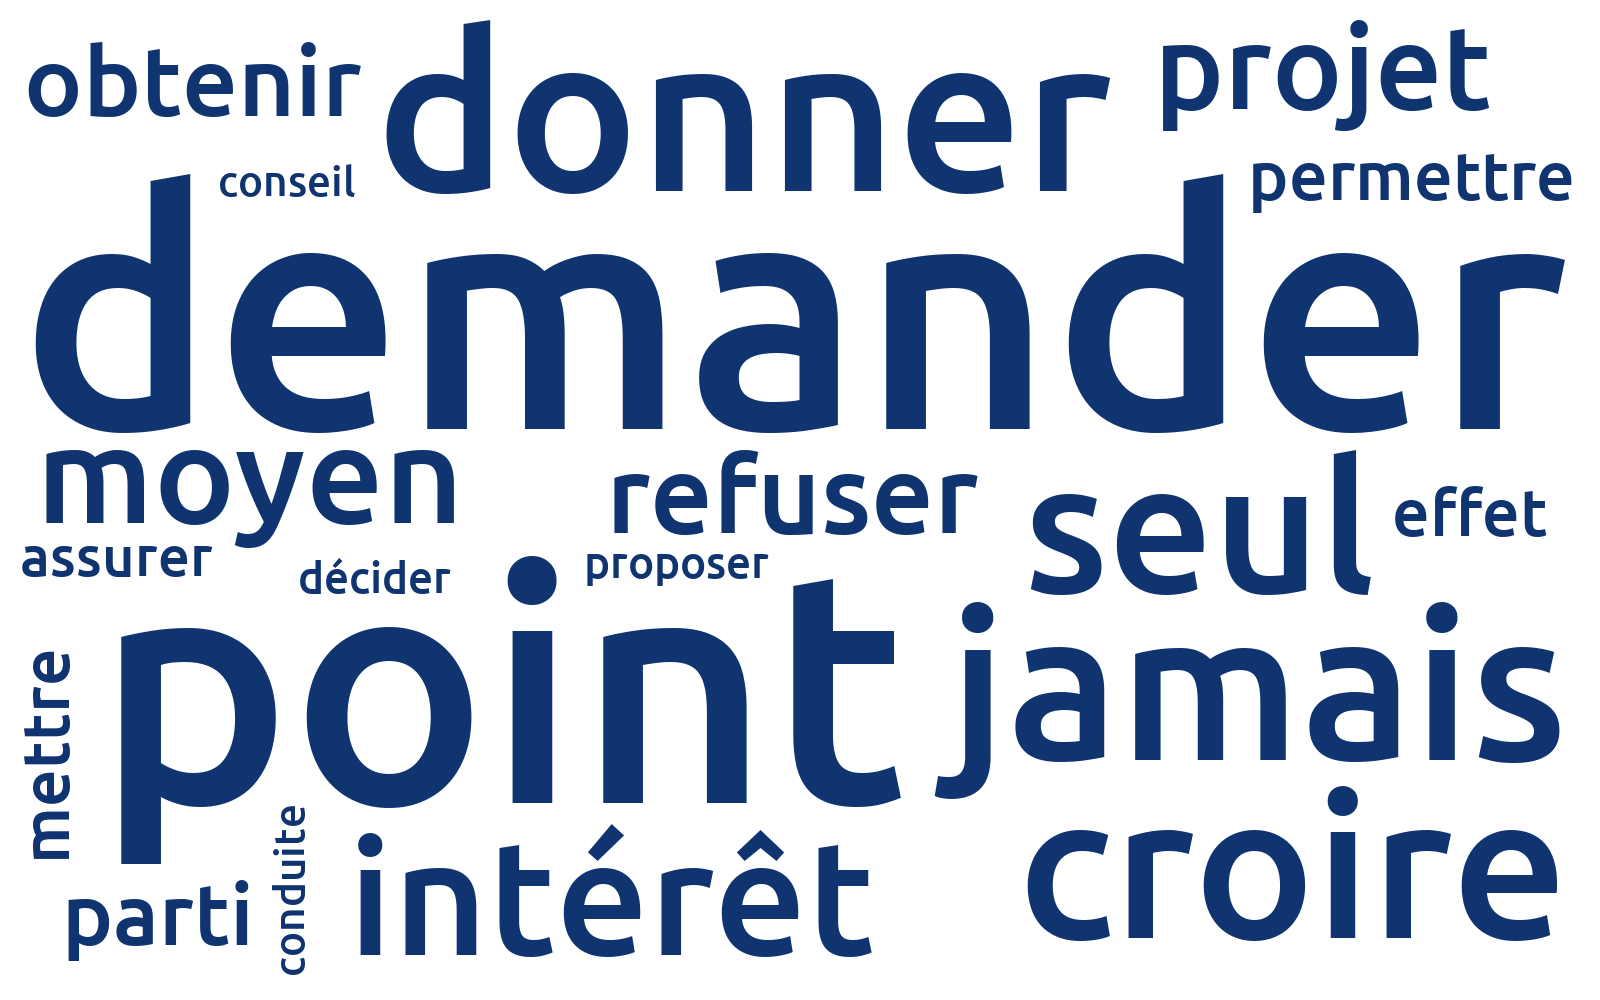 obtenir
donner
projet
conseil
permettre
demander
moyen
refuser
seul
effet
assurer
décider
proposer
point
jamais
mettre
croire
parti
conduite
intérêt